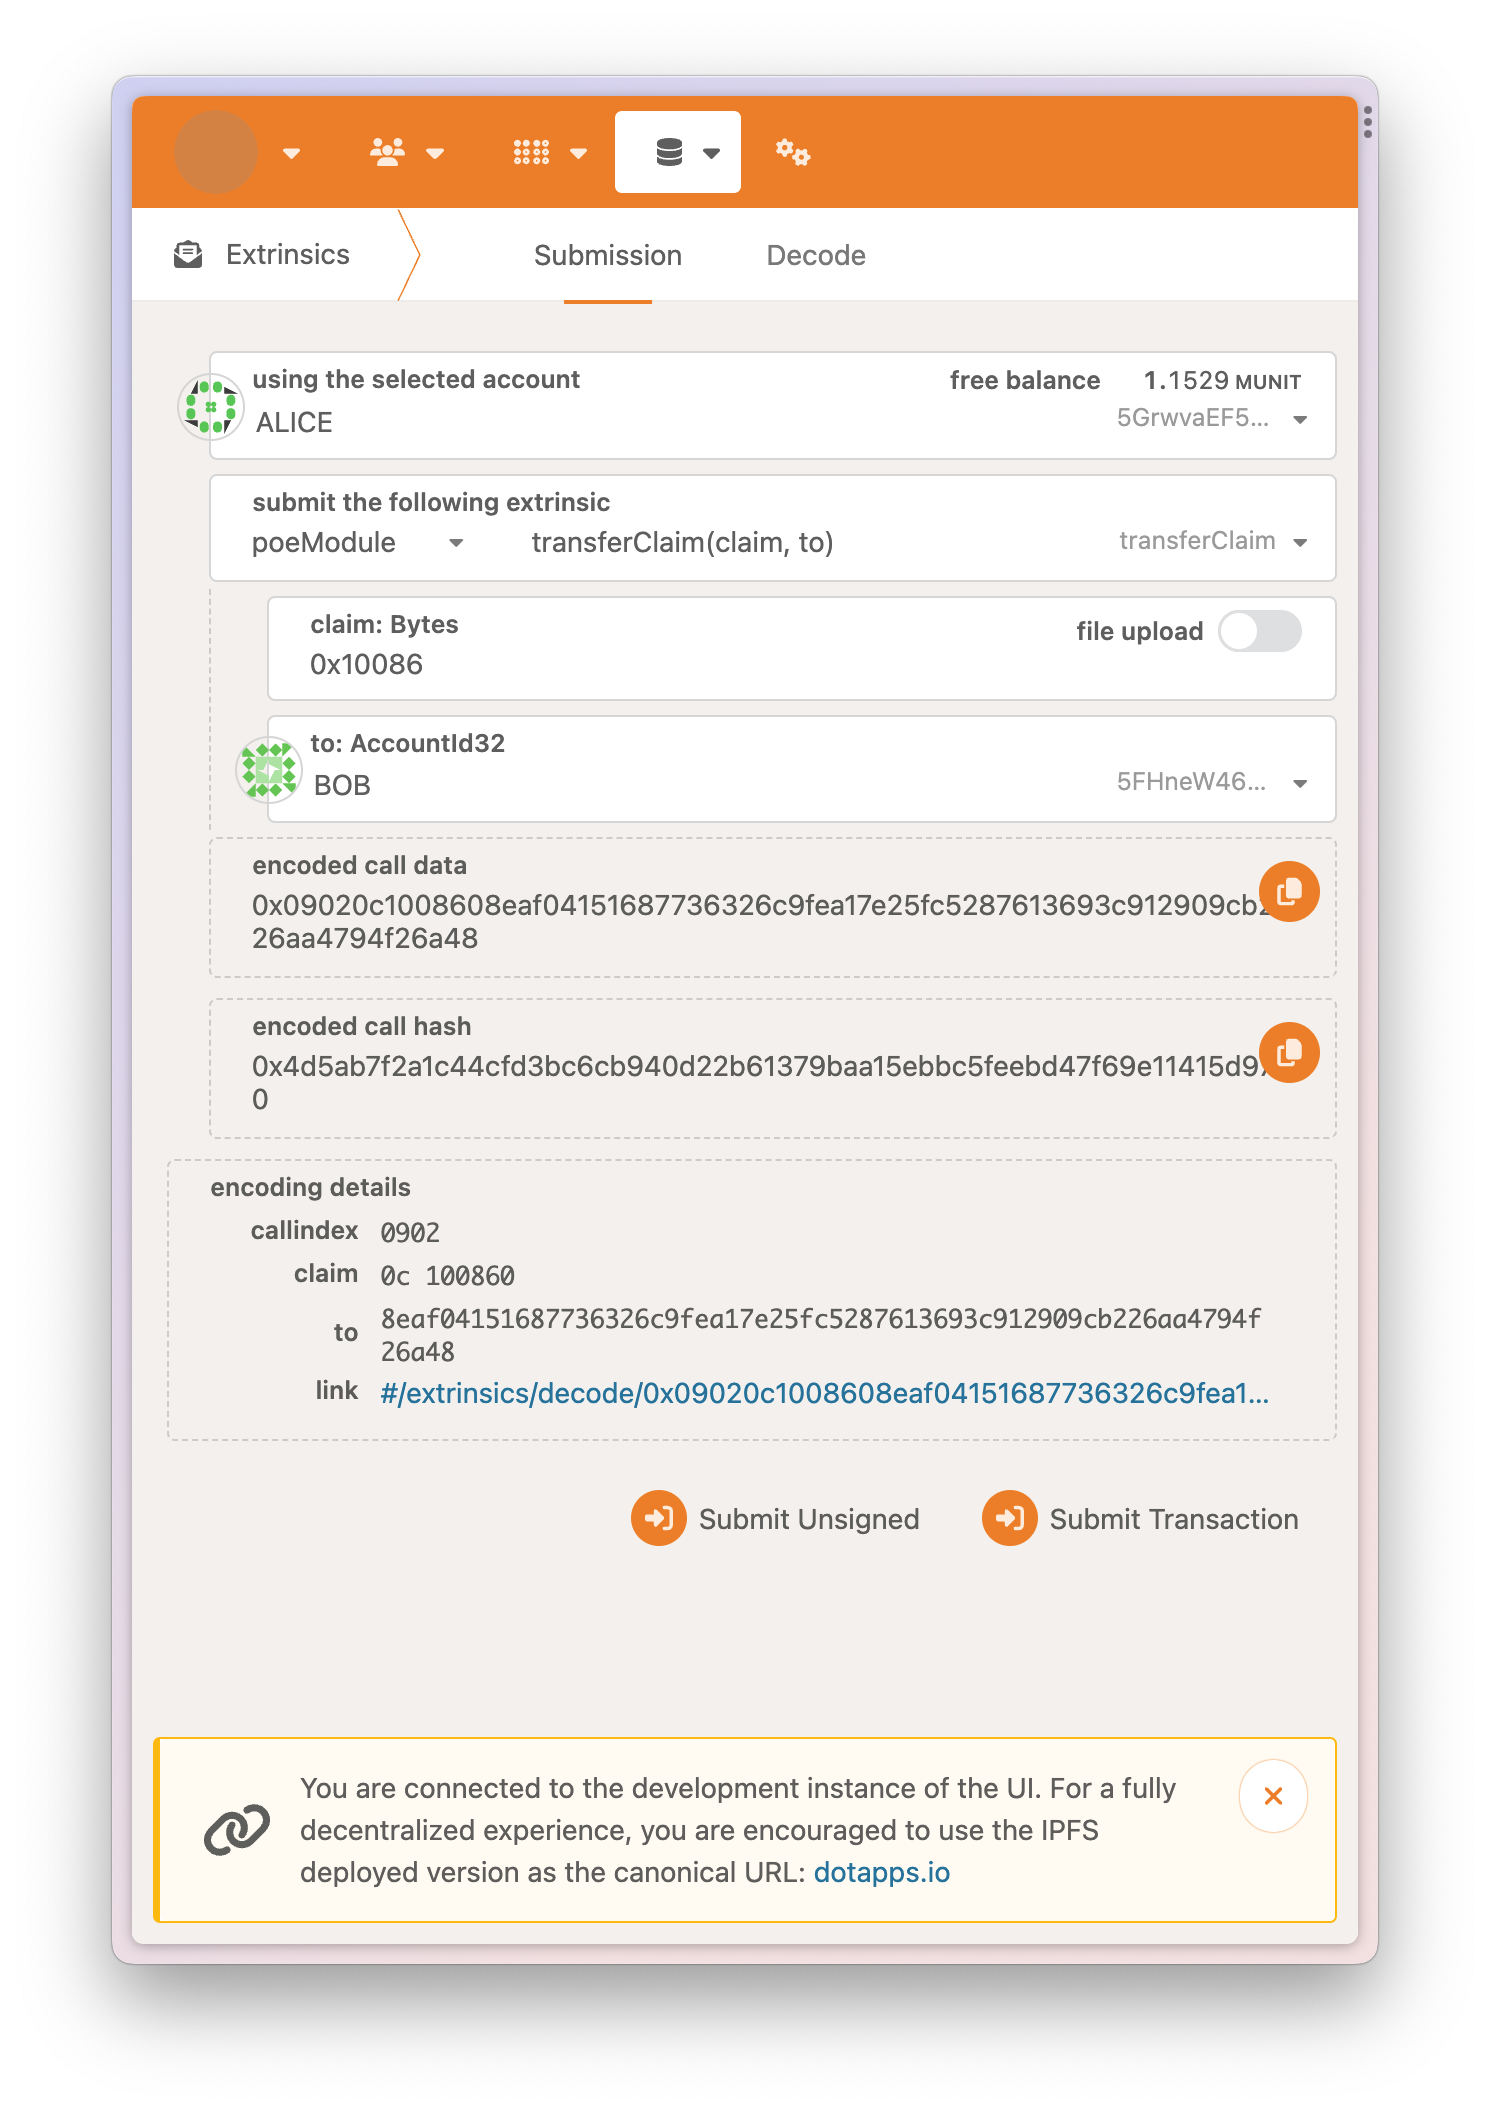 Extrinsics
Submission
Decode
using the selected account
free balance 1.1529 MUNIT
ALICE
5GrwvaEF5...
submit the following extrinsic
poeModule
transferClaim(claim, to)
transferClaim
claim: Bytes
file upload
0x10086
to: AccountId32
BOB
5FHneW46...
encoded call data
0x09020c1008608eaf04151687736326c9fea17e25fc5287613693c912909cb2
26aa4794f26a48
encoded call hash
0x4d5ab7f2a1c44cfd3bc6cb940d22b61379baa15ebbc5feebd47f69e11415d9
0
encoding details
callindex 0902
claim 0c 100860
to 8eaf04151687736326c9fea17e25fc5287613693c912909cb226aa4794f
26a48
link #/extrinsics/decode/0x09020c1008608eaf04151687736326c9fea1...
Submit Unsigned
Submit Transaction
You are connected to the development instance of the UI. For a fully
decentralized experience, you are encouraged to use the IPFS
deployed version as the canonical URL: dotapps.io